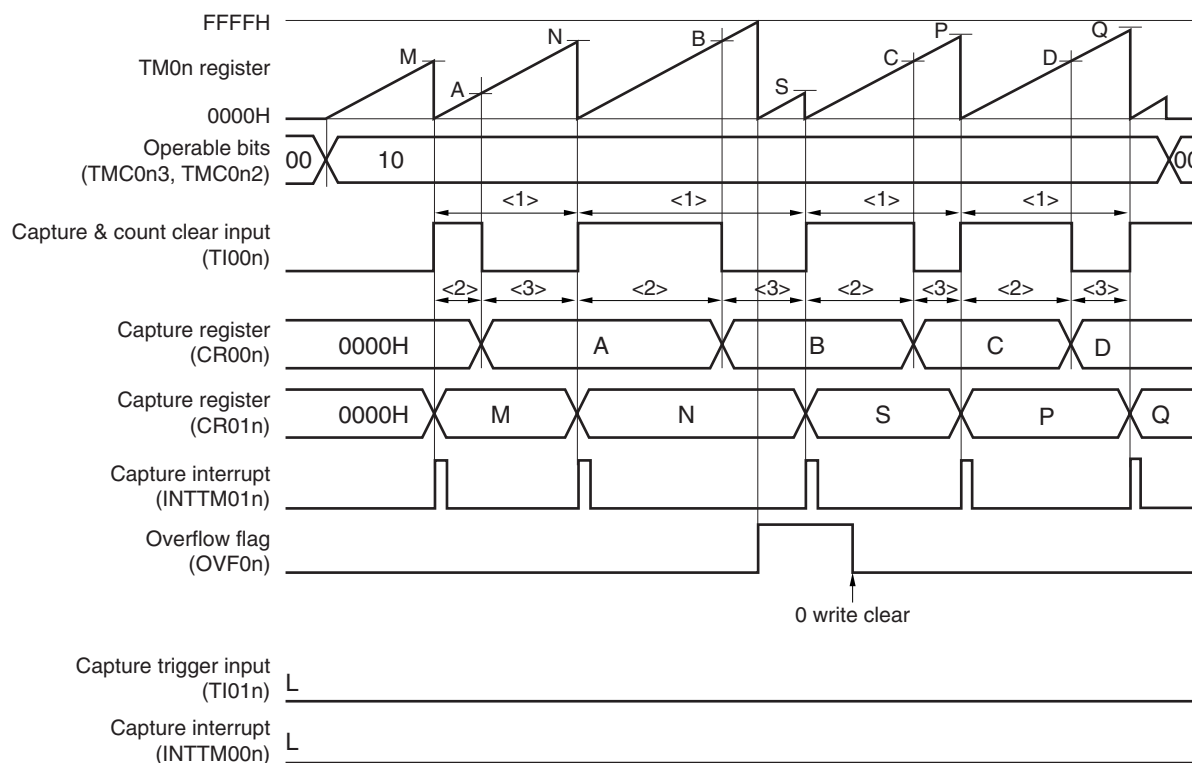 FFFFH
TM0n register
0000H
M
A
N
B
S
C
P
D
Q
Operable bits
(TMC0n3, TMC0n2)
00
10
00
<1>
<1>
<1>
<1>
Capture & count clear input
(TI00n)
<2>
<3>
<2>
<3>
<2>
<3>
<2>
<3>
Capture register
(CR00n)
0000H
A
B
C
D
Capture register
(CR01n)
0000H
M
N
S
P
Q
Capture interrupt
(INTTM01n)
Overflow flag
(OVF0n)
0 write clear
Capture trigger input
(TI01n)
L
Capture interrupt
(INTTM00n)
L